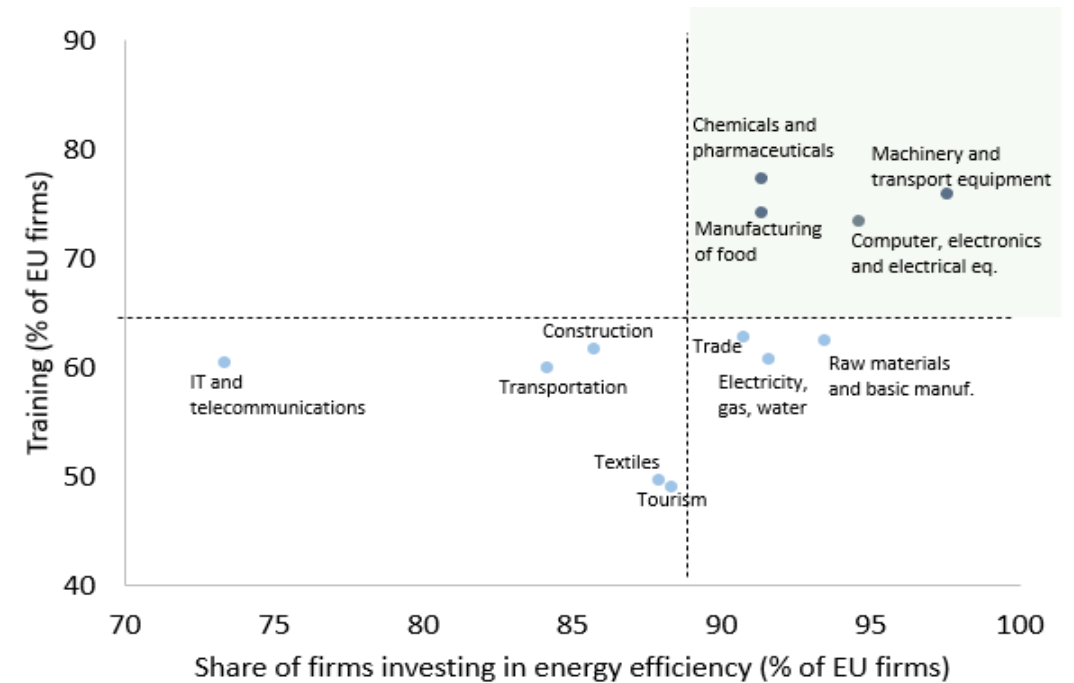 90
80
70
60
50
40
Training (% of EU firms)
Chemicals and
pharmaceuticals
Machinery and
transport equipment
Manufacturing
of food
Computer, electronics
and electrical eq.
Construction
Trade
Raw materials
and basic manuf.
IT and
telecommunications
Transportation
Electricity,
gas, water
Textiles
Tourism
70
75
80
85
90
95
100
Share of firms investing in energy efficiency (% of EU firms)